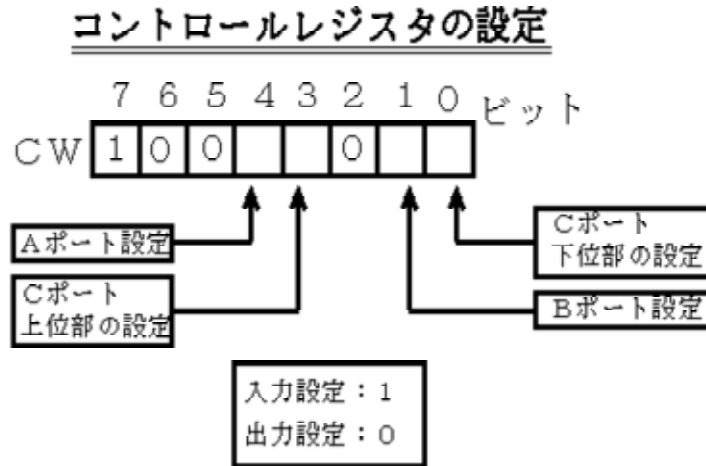 コントロールレジスタの設定
7 6 5 4 3 2 1 0 ビット
CW 1 0 0 0
Aポート設定
Cポート
上位部の設定
Cポート
下位部の設定
Bポート設定
入力設定：1
出力設定：0